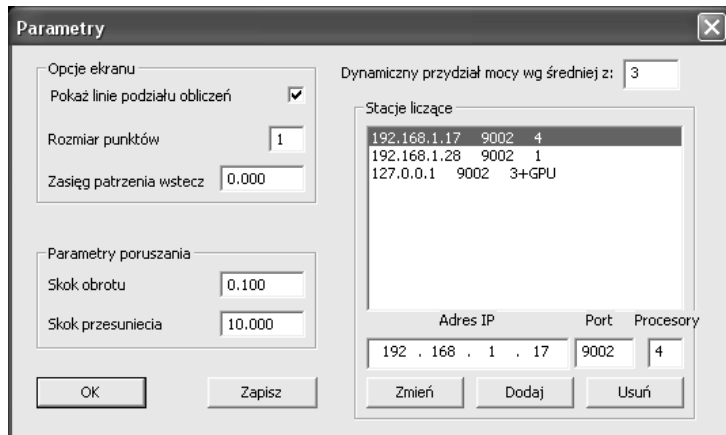 Parametry
Opcje ekranu
Pokaż linie podziału obliczeń
Rozmiar punktów 1
Zasięg patrzenia wstecz 0.000
Parametry poruszania
Skok obrotu 0.100
Skok przesuniecia 10.000
OK Zapisz
Dynamiczny przydział mocy wg średniej z: 3
Stacje liczące
192.168.1.17 9002 4
192.168.1.28 9002 1
127.0.0.1 9002 3+GPU
Adres IP Port Procesory
192 . 168 . 1 . 17 9002 4
Zmień Dodaj Usuń